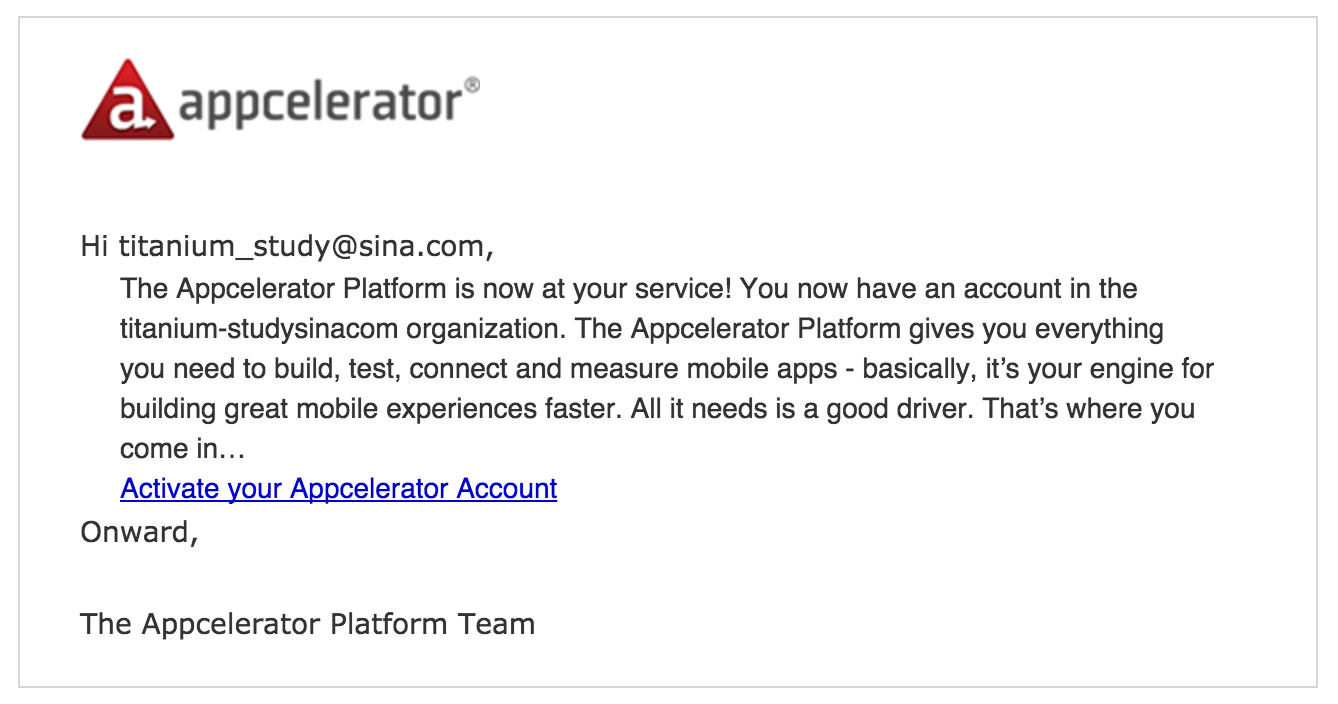 a appcelerator®
Hi titanium_study@sina.com,
The Appcelerator Platform is now at your service! You now have an account in the
titanium-studysinacom organization. The Appcelerator Platform gives you everything
you need to build, test, connect and measure mobile apps - basically, it’s your engine for
building great mobile experiences faster. All it needs is a good driver. That’s where you
come in…
Activate your Appcelerator Account
Onward,
The Appcelerator Platform Team